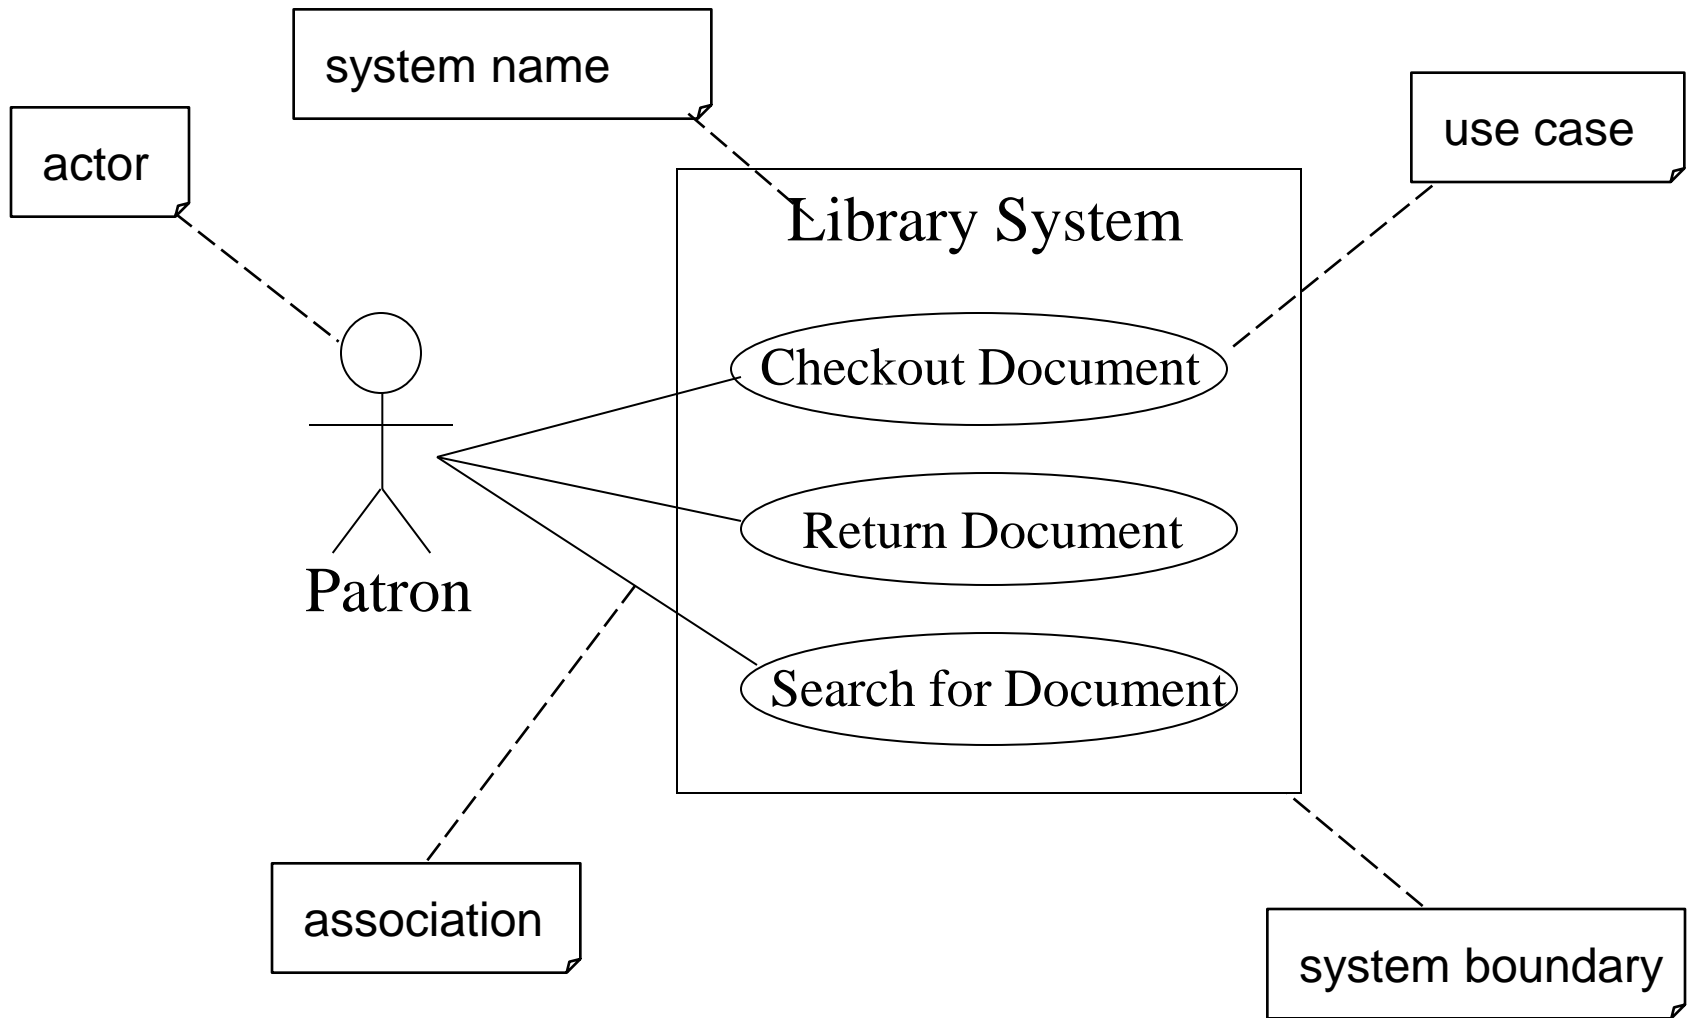 system name
use case
actor
Library System
Checkout Document
Return Document
Patron
Search for Document
association
system boundary